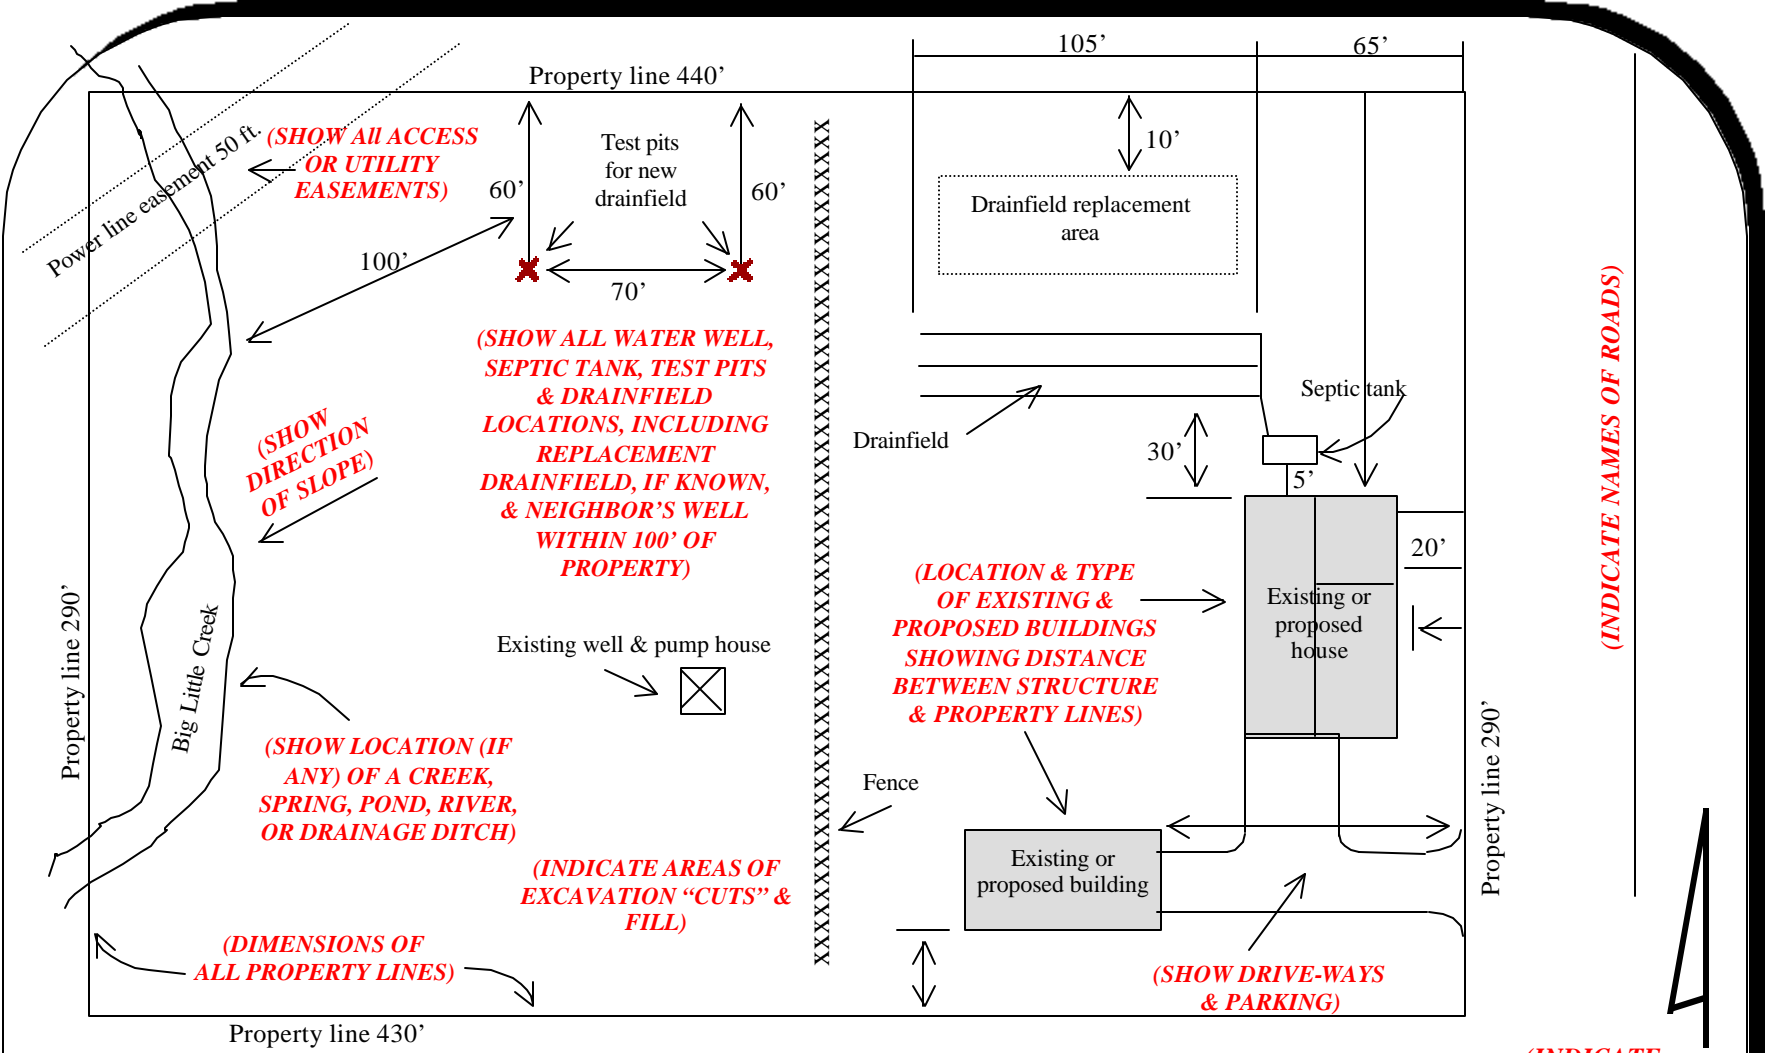 105’
65’
Property line 440’
Power line easement 50 ft.
(SHOW All ACCESS
OR UTILITY
EASEMENTS)
60’
Test pits
for new
drainfield
60’
10’
Drainfield replacement
area
100’
70’
(SHOW ALL WATER WELL,
SEPTIC TANK, TEST PITS
& DRAINFIELD
LOCATIONS, INCLUDING
REPLACEMENT
DRAINFIELD, IF KNOWN,
& NEIGHBOR’S WELL
WITHIN 100’ OF
PROPERTY)
(SHOW
DIRECTION
OF SLOPE)
Septic tank
Drainfield
30’
5’
(INDICATE NAMES OF ROADS)
20’
(LOCATION & TYPE
OF EXISTING &
PROPOSED BUILDINGS
SHOWING DISTANCE
BETWEEN STRUCTURE
& PROPERTY LINES)
Existing or
proposed
house
Property line 290’
Big Little Creek
Existing well & pump house
Property line 290’
(SHOW LOCATION (IF
ANY) OF A CREEK,
SPRING, POND, RIVER,
OR DRAINAGE DITCH)
Fence
(INDICATE AREAS OF
EXCAVATION “CUTS” &
FILL)
Existing or
proposed building
(DIMENSIONS OF
ALL PROPERTY LINES)
(SHOW DRIVE-WAYS
& PARKING)
Property line 430’
(INDICATE